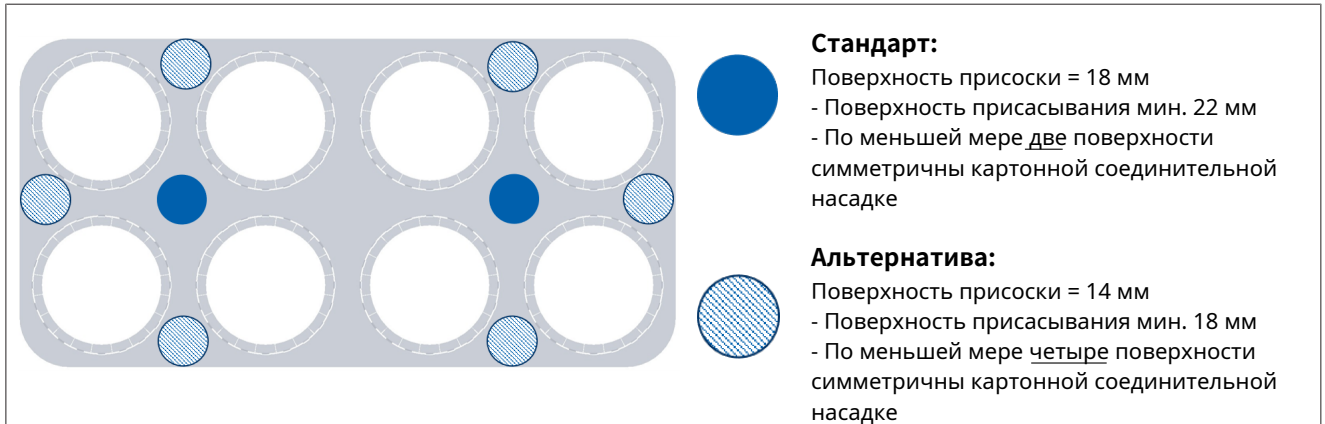 Стандарт:
Поверхность присоски = 18 мм
- Поверхность присасывания мин. 22 мм
- По меньшей мере две поверхности
симметричны картонной соединительной
насадке
Альтернатива:
Поверхность присоски = 14 мм
- Поверхность присасывания мин. 18 мм
- По меньшей мере четыре поверхности
симметричны картонной соединительной
насадке